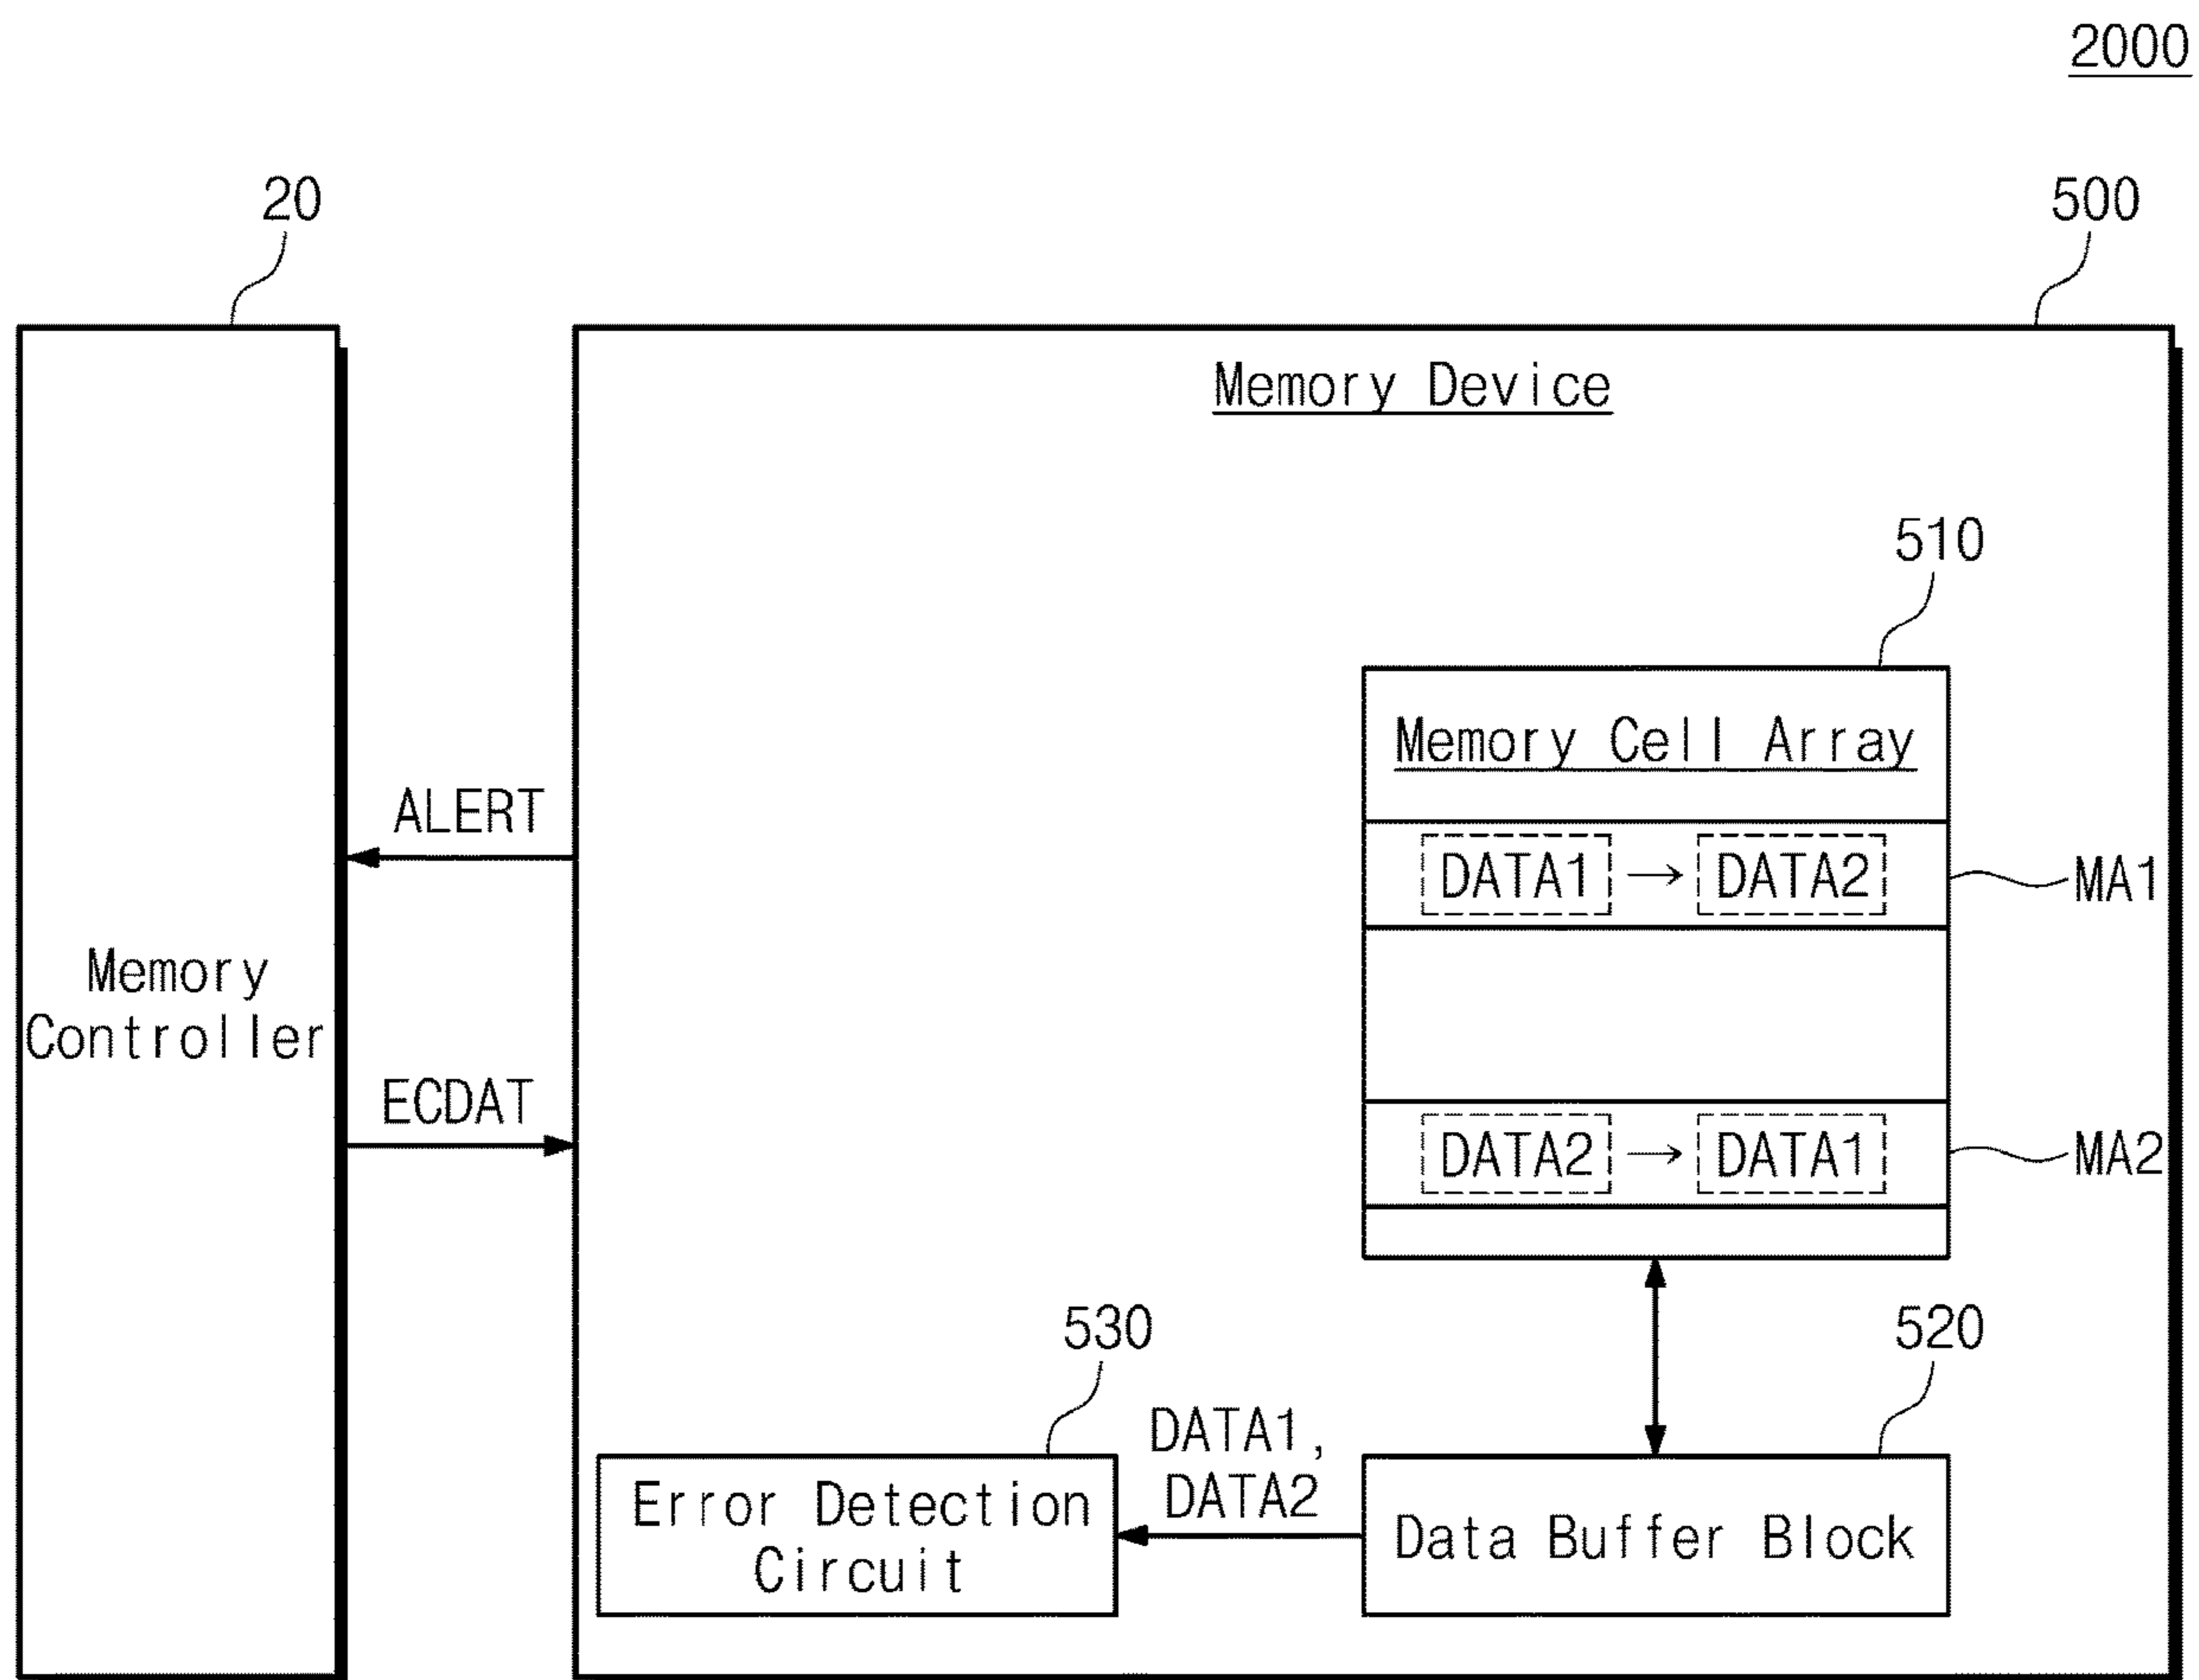 2000
20
500
Memory Device
510
Memory Cell Array
ALERT
DATA1 → DATA2
MA1
Memory
Controller
ECDAT
DATA2 → DATA1
MA2
530
520
DATA1,
DATA2
Error Detection
Circuit
Data Buffer Block